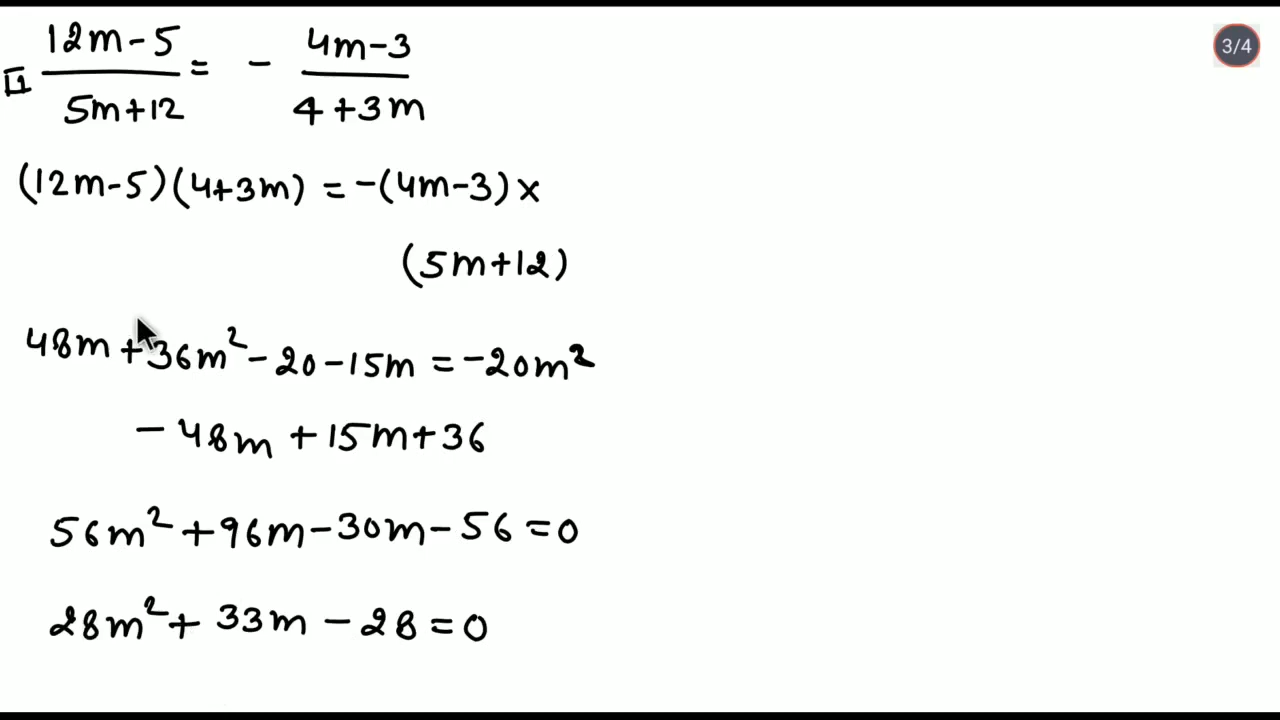 II 12m-5/5m+12 = - 4m-3/4+3m
3/4
(12m-5)(4+3m) = -(4m-3)×
(5m+12)
48m+36m²-20-15m = -20m²
-48m+15m+36
56m²+96m-30m-56=0
28m²+33m-28=0